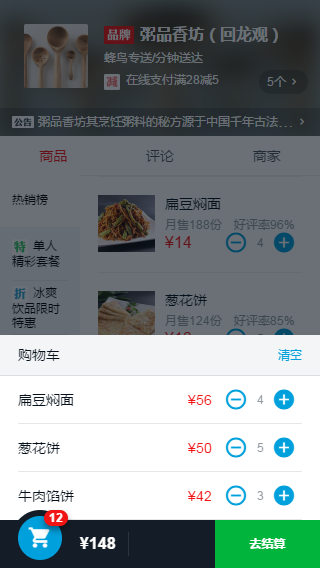 品牌 粥品香坊（回龙观）
蜂鸟专送/分钟送达
减 在线支付满28减5
5个 >
公告 粥品香坊其烹饪粥料的秘方源于中国千年古法... >
商品 评论 商家
热销榜
扁豆焖面
月售188份 好评率96%
¥14 4
特 单人
精彩套餐
折 冰爽
饮品限时
特惠
葱花饼
月售124份 好评率85%
购物车 清空
扁豆焖面 ¥56 4
葱花饼 ¥50 5
牛肉馅饼 ¥42 3
12
¥148 去结算